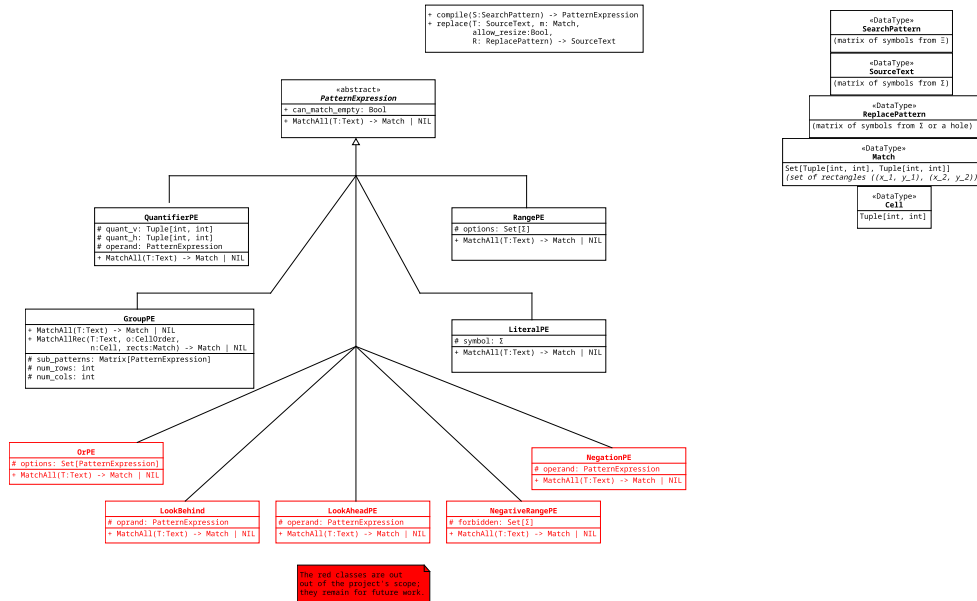 + compile(S:SearchPattern) -> PatternExpression
+ replace(T: SourceText, m: Match,
allow_resize:Bool,
R: ReplacePattern) -> SourceText
«DataType»
SearchPattern
(matrix of symbols from Ξ)
«DataType»
SourceText
(matrix of symbols from Σ)
«DataType»
ReplacePattern
(matrix of symbols from Σ or a hole)
«DataType»
Match
Set[Tuple[int, int], Tuple[int, int]]
(set of rectangles ((x_1, y_1), (x_2, y_2))
«DataType»
Cell
Tuple[int, int]
«abstract»
PatternExpression
+ can_match_empty: Bool
+ MatchAll(T:Text) -> Match | NIL
QuantifierPE
# quant_v: Tuple[int, int]
# quant_h: Tuple[int, int]
# operand: PatternExpression
+ MatchAll(T:Text) -> Match | NIL
RangePE
# options: Set[Σ]
+ MatchAll(T:Text) -> Match | NIL
GroupPE
+ MatchAll(T:Text) -> Match | NIL
+ MatchAllRec(T:Text, o:CellOrder,
n:Cell, rects:Match) -> Match | NIL
# sub_patterns: Matrix[PatternExpression]
# num_rows: int
# num_cols: int
LiteralPE
# symbol: Σ
+ MatchAll(T:Text) -> Match | NIL
OrPE
# options: Set[PatternExpression]
+ MatchAll(T:Text) -> Match | NIL
NegationPE
# operand: PatternExpression
+ MatchAll(T:Text) -> Match | NIL
LookBehind
# oprand: PatternExpression
+ MatchAll(T:Text) -> Match | NIL
LookAheadPE
# operand: PatternExpression
+ MatchAll(T:Text) -> Match | NIL
NegativeRangePE
# forbidden: Set[Σ]
+ MatchAll(T:Text) -> Match | NIL
The red classes are out
out of the project's scope;
they remain for future work.